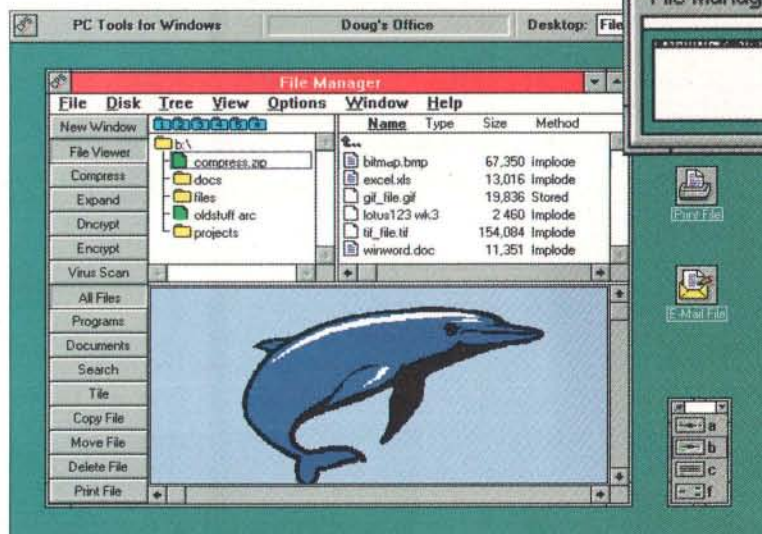 PC Tools for Windows
Doug's Office
Desktop: File
File Manager
File Disk Tree View Options Window Help
New Window
File Viewer
Compress
Expand
Dncrypt
Encrypt
Virus Scan
All Files
Programs
Documents
Search
Tile
Copy File
Move File
Delete File
Print File
b:\
compress.zip
docs
files
oldstuff arc
projects
Name Type Size Method
bitmap.bmp 67,350 Implode
excel.xls 13,016 Implode
gif_file.gif 19,836 Stored
lotus123 wk3 2 460 Implode
tif_file.tif 154,084 Implode
winword.doc 11,351 Implode
Print File
E-Mail File
a
b
c
f